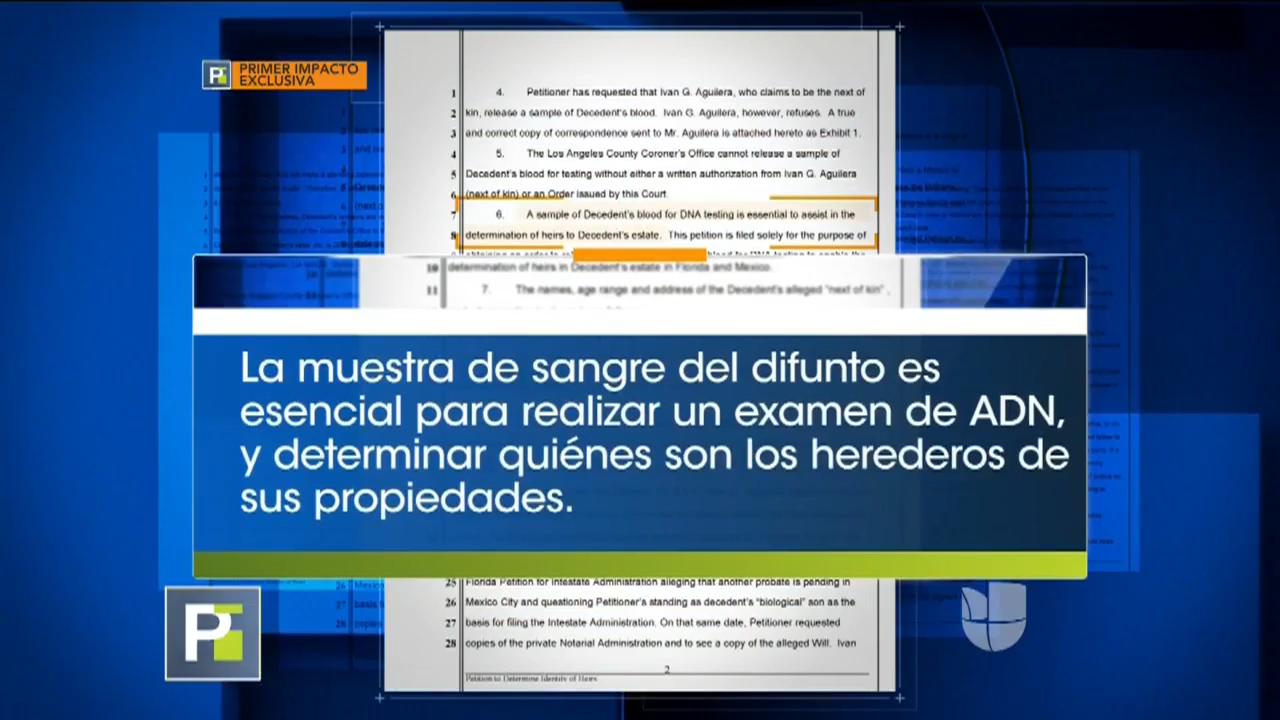 PRIMER IMPACTO
EXCLUSIVA
1 4. Petitioner has requested that Ivan G. Aguilera, who claims to be the next of
2 kin, release a sample of Decedent's blood. Ivan G. Aguilera, however, refuses. A true
3 and correct copy of correspondence sent to Mr. Aguilera is attached hereto as Exhibit 1.
4 5. The Los Angeles County Coroner's Office cannot release a sample of
5 Decedent's blood for testing without either a written authorization from Ivan G. Aguilera
6 (next of kin) or an Order issued by this Court.
7 6. A sample of Decedent's blood for DNA testing is essential to assist in the
8 determination of heirs to Decedent's estate. This petition is filed solely for the purpose of
10 determination of heirs in Decedent's estate in Florida and Mexico.
11 7. The names, age range and address of the Decedent's alleged "next of kin",
La muestra de sangre del difunto es
esencial para realizar un examen de ADN,
y determinar quiénes son los herederos de
sus propiedades.
25 Florida Petition for Intestate Administration alleging that another probate is pending in
26 Mexico City and questioning Petitioner's standing as decedent's "biological" son as the
27 basis for filing the Intestate Administration. On that same date, Petitioner requested
28 copies of the private Notarial Administration and to see a copy of the alleged Will. Ivan
2
Petition to Determine Identity of Heirs